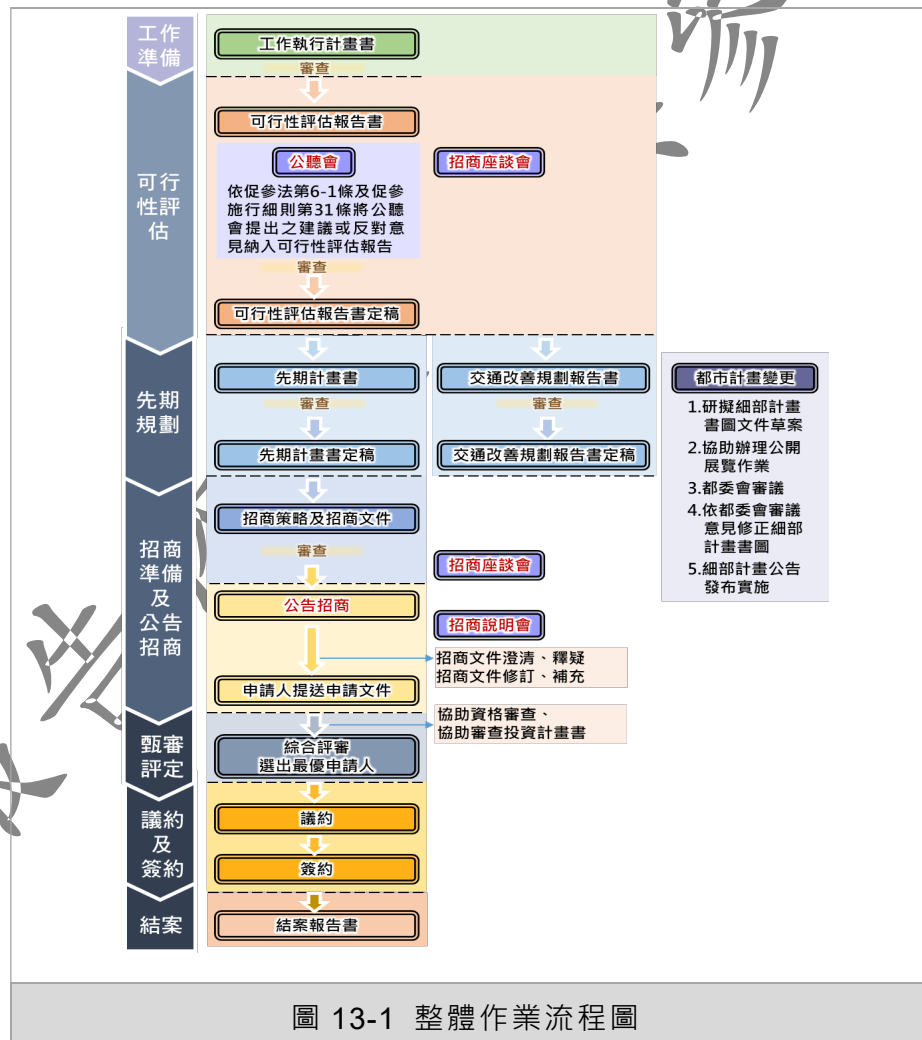 工作
準備
工作執行計畫書
審查
可行
性評
估
可行性評估報告書
公聽會
依促參法第6-1條及促參
施行細則第31條將公聽
會提出之建議或反對意
見納入可行性評估報告
招商座談會
審查
可行性評估報告書定稿
先期
規劃
先期計畫書
審查
先期計畫書定稿
交通改善規劃報告書
審查
交通改善規劃報告書定稿
都市計畫變更
1.研擬細部計畫
書圖文件草案
2.協助辦理公開
展覽作業
3.都委會審議
4.依都委會審議
意見修正細部
計畫書圖
5.細部計畫公告
發布實施
招商
準備
及
公告
招商
招商策略及招商文件
審查
招商座談會
公告招商
招商說明會
招商文件澄清、釋疑
招商文件修訂、補充
申請人提送申請文件
甄審
評定
協助資格審查、
協助審查投資計畫書
綜合評審
選出最優申請人
議約
及
簽約
議約
簽約
結案
結案報告書
圖 13-1 整體作業流程圖